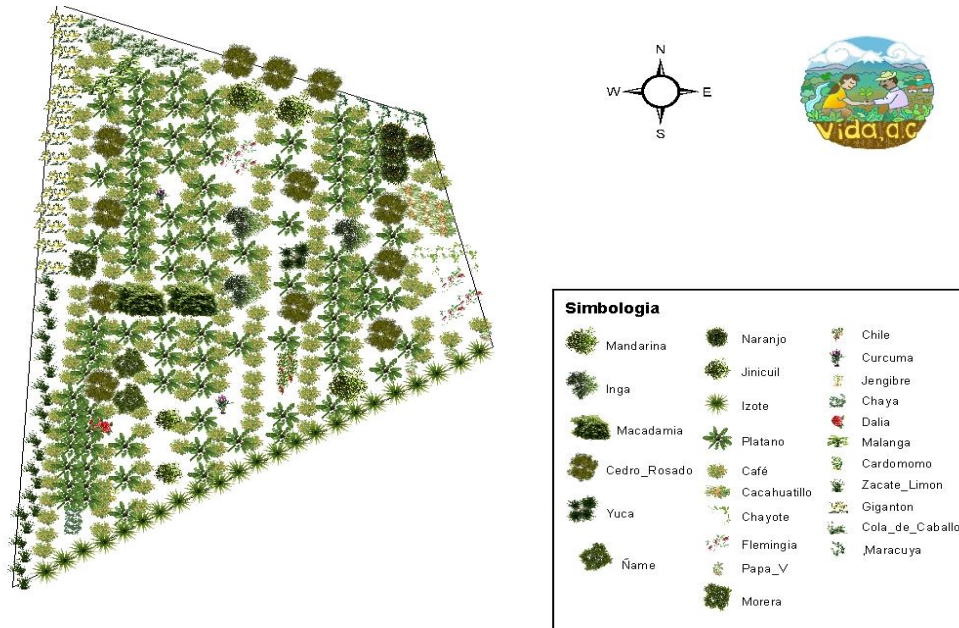 N
W E
S
Vida, a.c
Simbologia
Mandarina
Inga
Macadamia
Cedro_Rosado
Yuca
Ñame
Naranjo
Jinicuil
Izote
Platano
Café
Cacahuatillo
Chayote
Flemingia
Papa_V
Morera
Chile
Curcuma
Jengibre
Chaya
Dalia
Malanga
Cardomomo
Zacate_Limon
Giganton
Cola_de_Caballo
,Maracuya